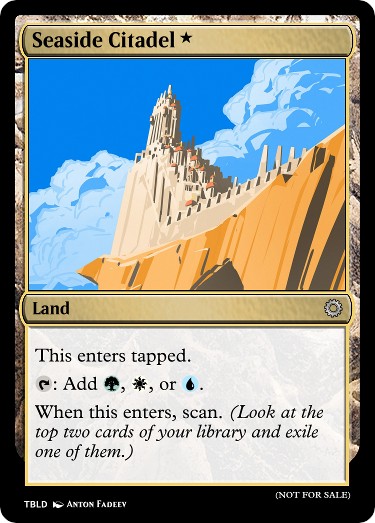 Seaside Citadel ★
Land
This enters tapped.
: Add , , or .
When this enters, scan. (Look at the
top two cards of your library and exile
one of them.)
TBLD Anton Fadeev
(NOT FOR SALE)